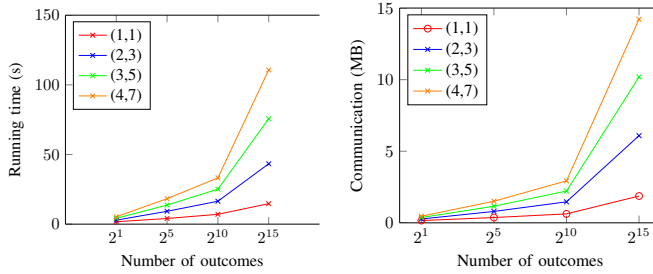 150
100
50
0
Running time (s)
(1,1)
(2,3)
(3,5)
(4,7)
2^1 2^5 2^10 2^15
Number of outcomes
15
10
5
0
Communication (MB)
(1,1)
(2,3)
(3,5)
(4,7)
2^1 2^5 2^10 2^15
Number of outcomes